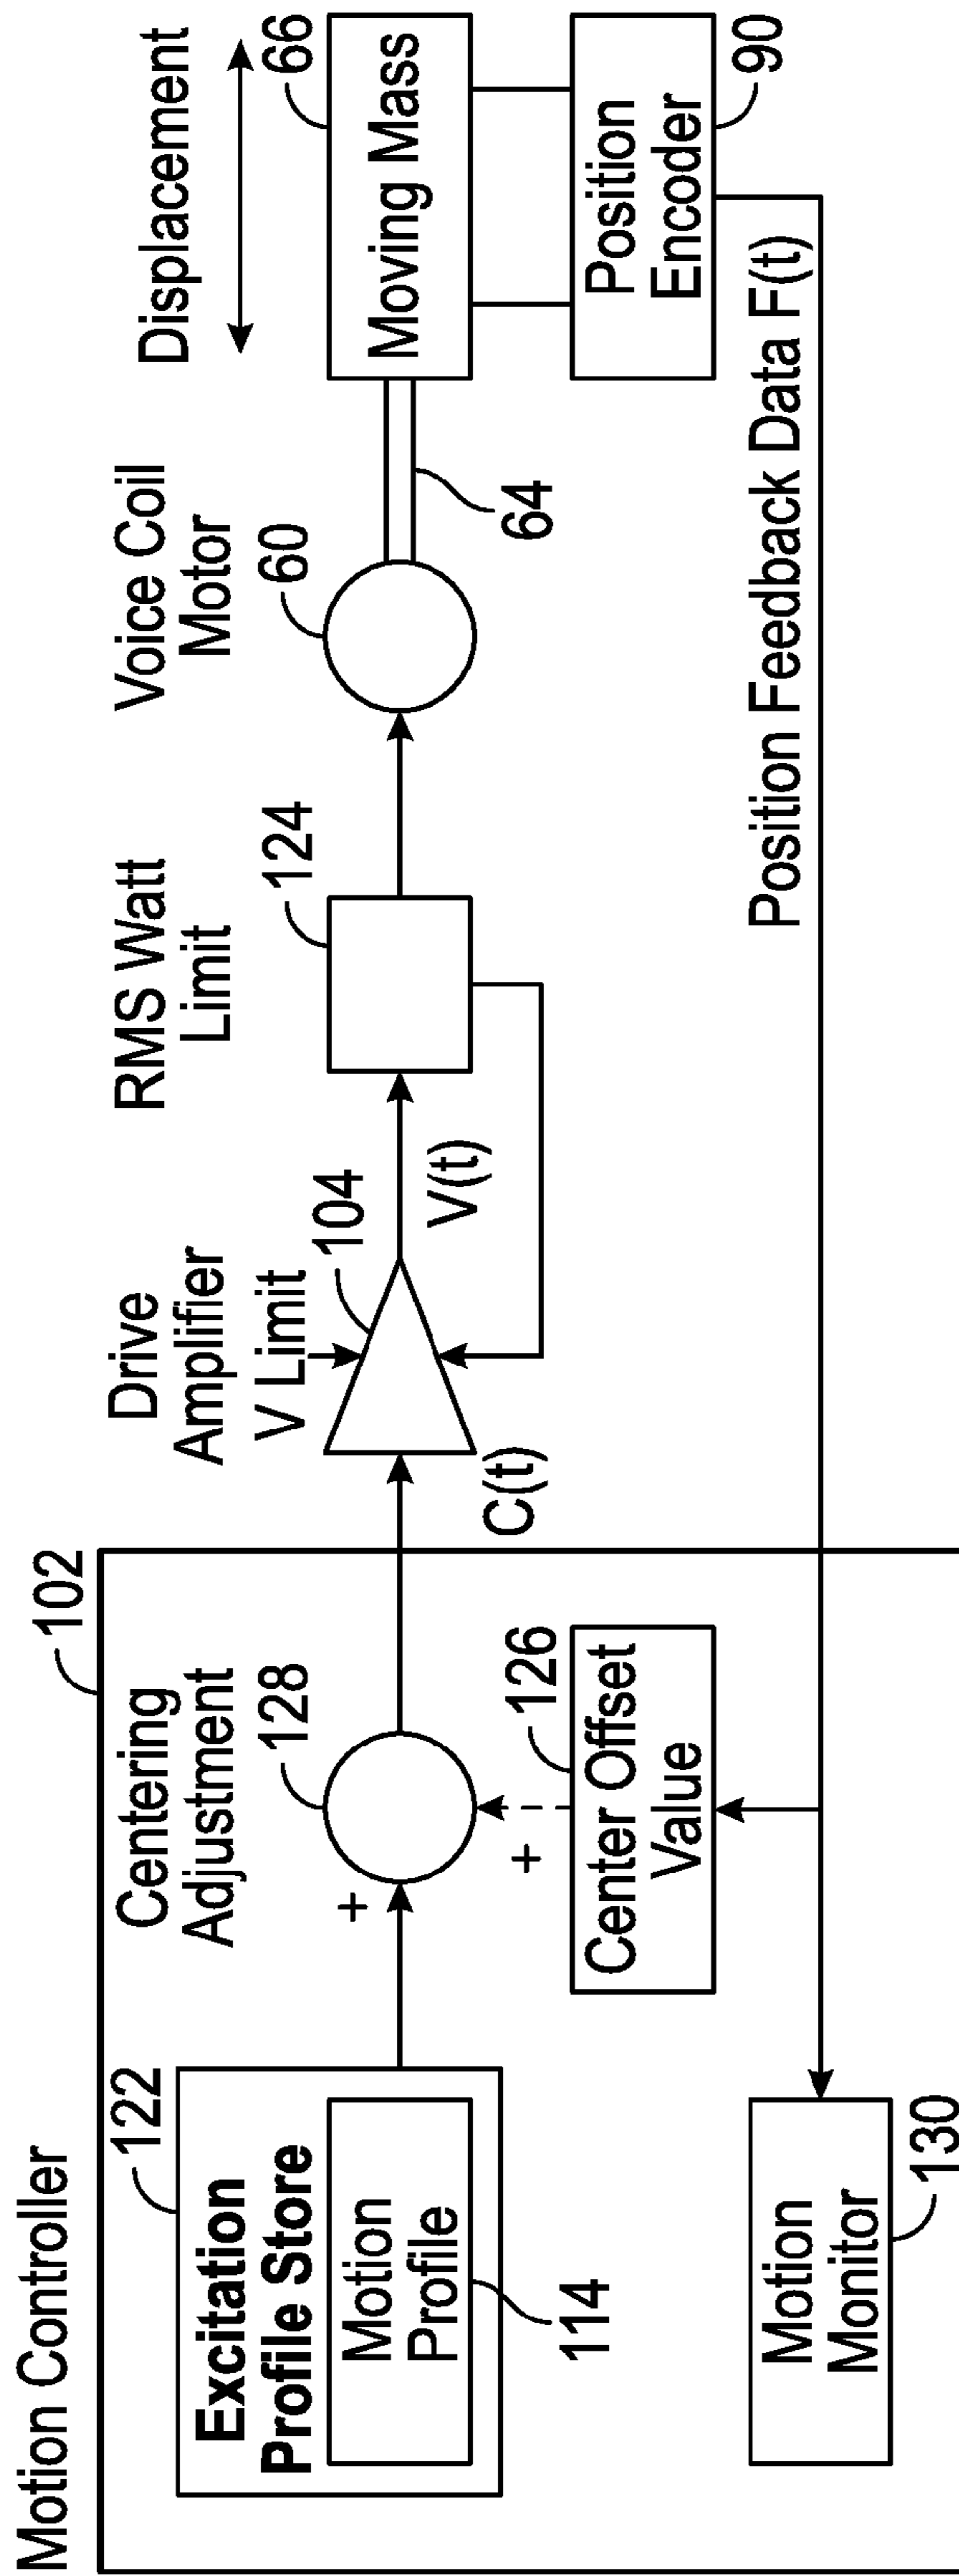 Motion Controller
102
122
Excitation
Profile Store
Motion
Profile
114
Centering
Adjustment
128
+
+
126
Center Offset
Value
Motion
Monitor
130
C(t)
Drive
Amplifier
V Limit
104
V(t)
RMS Watt
Limit
124
Voice Coil
Motor
60
64
Displacement
66
Moving Mass
Position
Encoder
90
Position Feedback Data F(t)